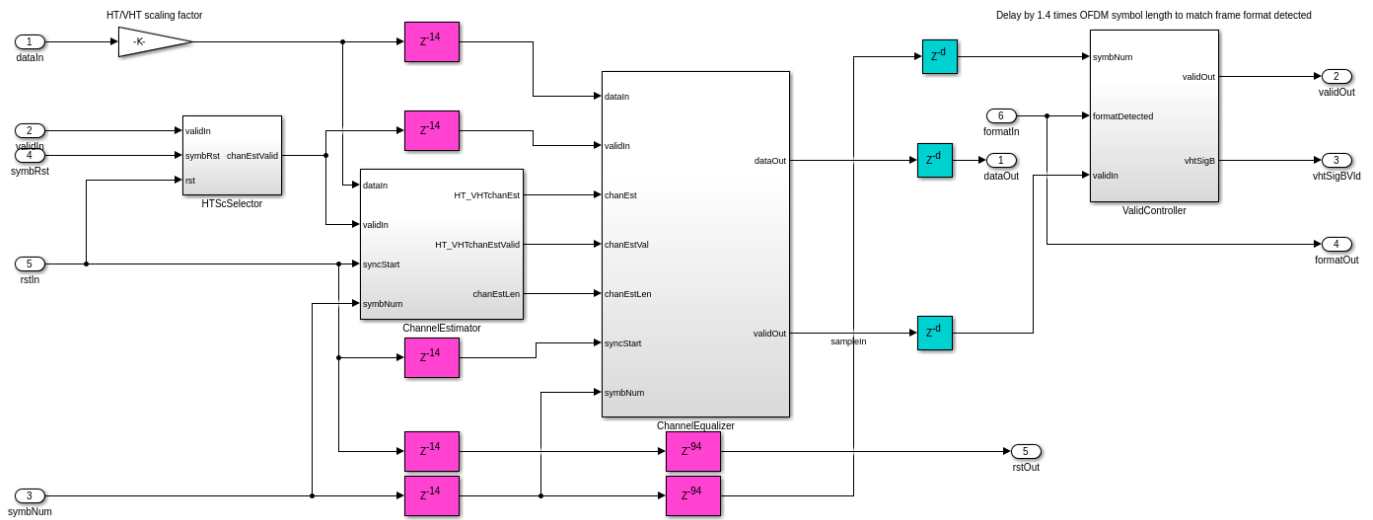 HT/VHT scaling factor
Delay by 1.4 times OFDM symbol length to match frame format detected
1
dataIn
-K-
Z-14
Z-d
symbNum
validOut
2
validOut
dataIn
2
validIn
4
symbRst
validIn
symbRst
chanEstValid
rst
HTScSelector
Z-14
validIn
6
formatIn
formatDetected
dataOut
Z-d
1
dataOut
vhtSigB
3
vhtSigBVld
validIn
ValidController
dataIn
HT_VHTchanEst
validIn
HT_VHTchanEstValid
syncStart
chanEstLen
symbNum
ChannelEstimator
chanEst
chanEstVal
chanEstLen
4
formatOut
5
rstIn
validOut
sampleIn
Z-d
Z-14
syncStart
symbNum
ChannelEqualizer
Z-14
Z-94
5
rstOut
3
symbNum
Z-14
Z-94